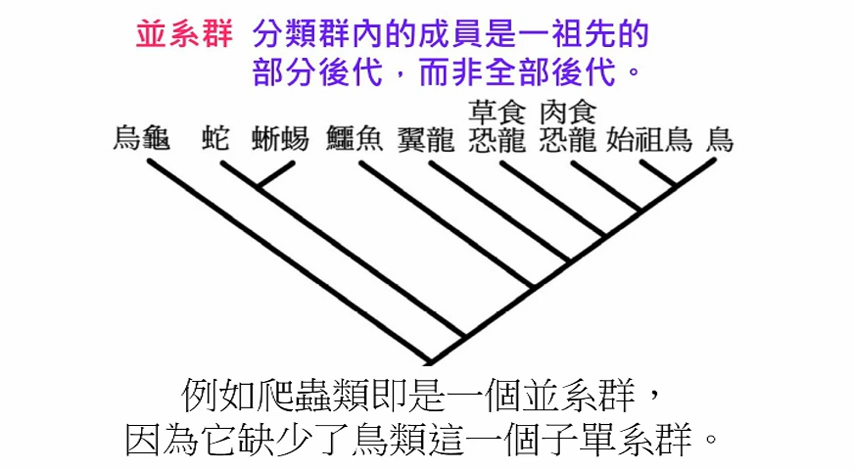 並系群 分類群內的成員是一祖先的
部分後代，而非全部後代。
草食 肉食
烏龜 蛇 蜥蜴 鱷魚 翼龍 恐龍 恐龍 始祖鳥 鳥
例如爬蟲類即是一個並系群，
因為它缺少了鳥類這一個子單系群。